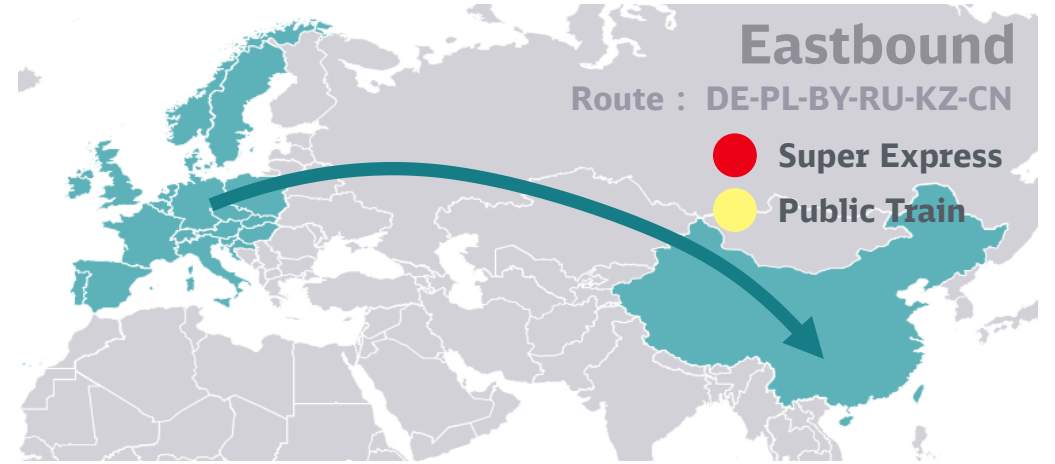 Eastbound
Route : DE-PL-BY-RU-KZ-CN
Super Express
Public Train